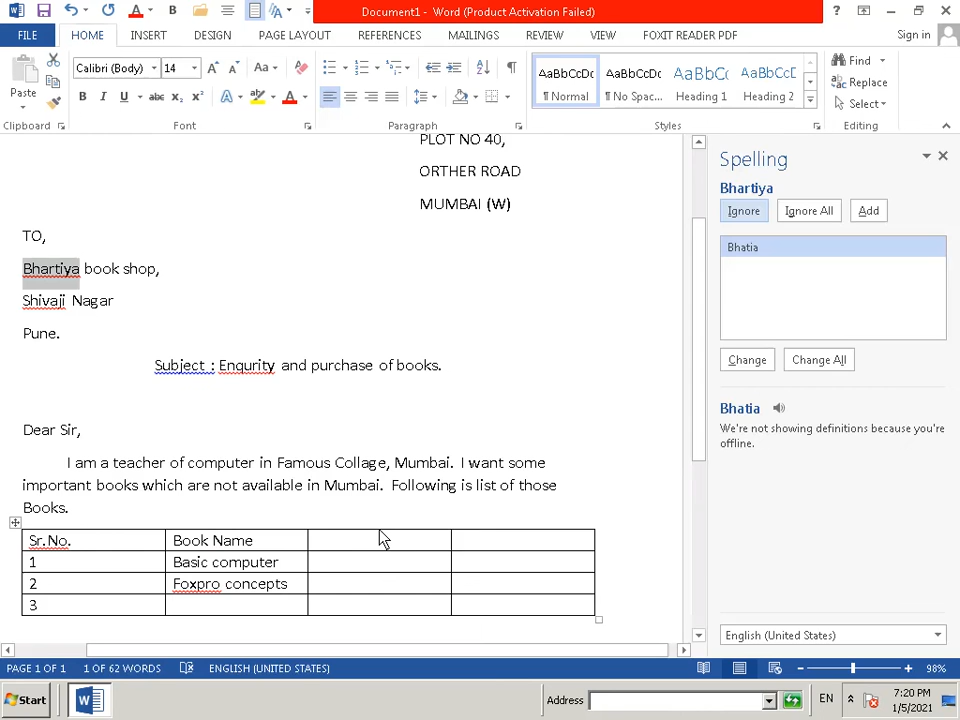 Document1 - Word (Product Activation Failed)
Sign in
FILE HOME INSERT DESIGN PAGE LAYOUT REFERENCES MAILINGS REVIEW VIEW FOXIT READER PDF
Paste
Calibri (Body) 14
AaBbCcDc AaBbCcDc AaBbCc AaBbCcD
¶ Normal ¶ No Spac... Heading 1 Heading 2
Find
Replace
Select
Clipboard Font Paragraph Styles Editing
PLOT NO 40,
ORTHER ROAD
MUMBAI (W)
TO,
Bhartiya book shop,
Shivaji Nagar
Pune.
Subject : Enqurity and purchase of books.
Dear Sir,
I am a teacher of computer in Famous Collage, Mumbai. I want some
important books which are not available in Mumbai. Following is list of those
Books.
Sr.No. Book Name
1 Basic computer
2 Foxpro concepts
3
Spelling
Bhartiya
Ignore Ignore All Add
Bhatia
Change Change All
Bhatia
We're not showing definitions because you're
offline.
English (United States)
PAGE 1 OF 1 1 OF 62 WORDS ENGLISH (UNITED STATES) 98%
Start Address EN 7:20 PM
1/5/2021